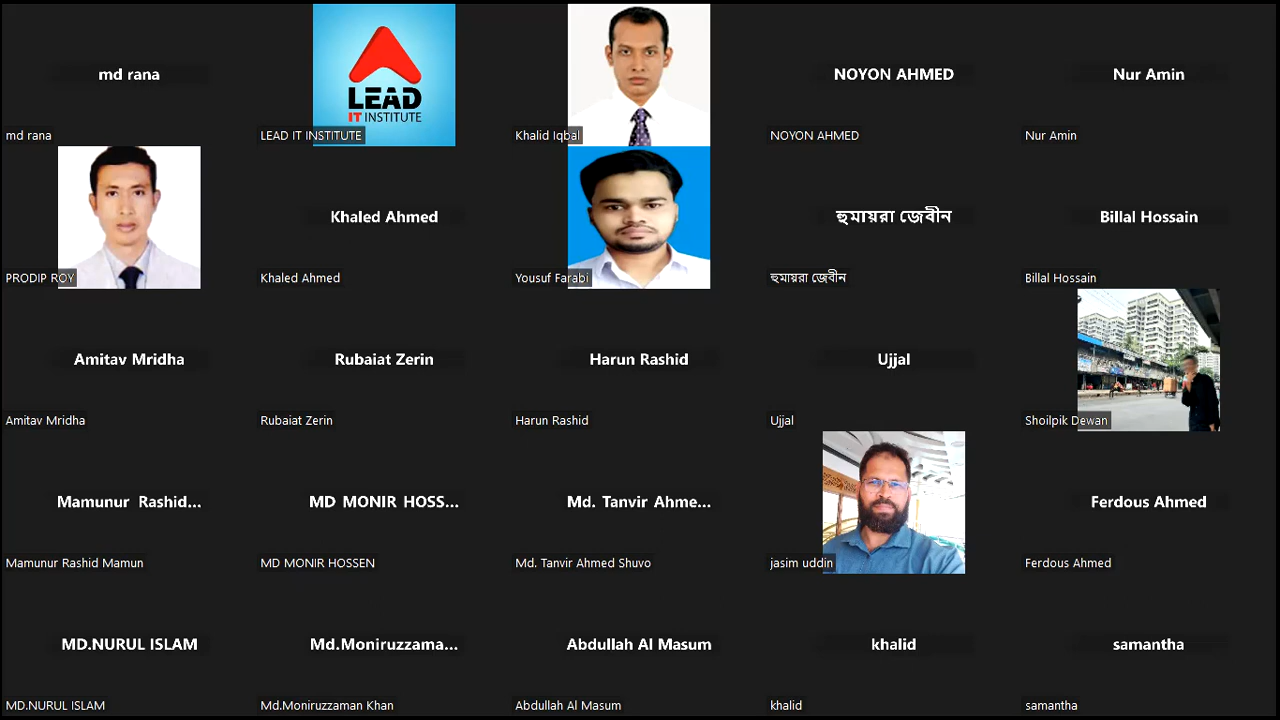 md rana
md rana
LEAD
IT INSTITUTE
LEAD IT INSTITUTE
Khalid Iqbal
NOYON AHMED
NOYON AHMED
Nur Amin
Nur Amin
PRODIP ROY
Khaled Ahmed
Khaled Ahmed
Yousuf Farabi
হুমায়রা জেবীন
হুমায়রা জেবীন
Billal Hossain
Billal Hossain
Amitav Mridha
Amitav Mridha
Rubaiat Zerin
Rubaiat Zerin
Harun Rashid
Harun Rashid
Ujjal
Ujjal
Shoilpik Dewan
Mamunur Rashid...
Mamunur Rashid Mamun
MD MONIR HOSS...
MD MONIR HOSSEN
Md. Tanvir Ahme...
Md. Tanvir Ahmed Shuvo
jasim uddin
Ferdous Ahmed
Ferdous Ahmed
MD.NURUL ISLAM
MD.NURUL ISLAM
Md.Moniruzzama...
Md.Moniruzzaman Khan
Abdullah Al Masum
Abdullah Al Masum
khalid
khalid
samantha
samantha